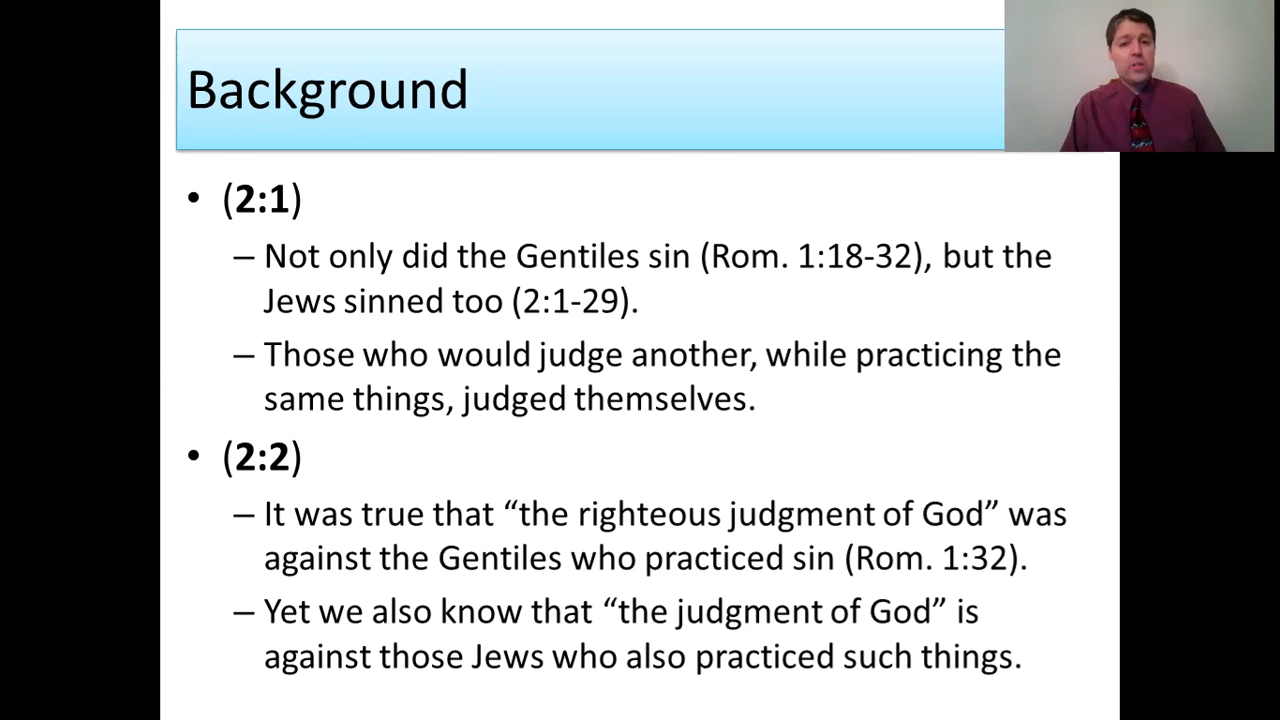 Background
• (2:1)
– Not only did the Gentiles sin (Rom. 1:18-32), but the
Jews sinned too (2:1-29).
– Those who would judge another, while practicing the
same things, judged themselves.
• (2:2)
– It was true that “the righteous judgment of God” was
against the Gentiles who practiced sin (Rom. 1:32).
– Yet we also know that “the judgment of God” is
against those Jews who also practiced such things.